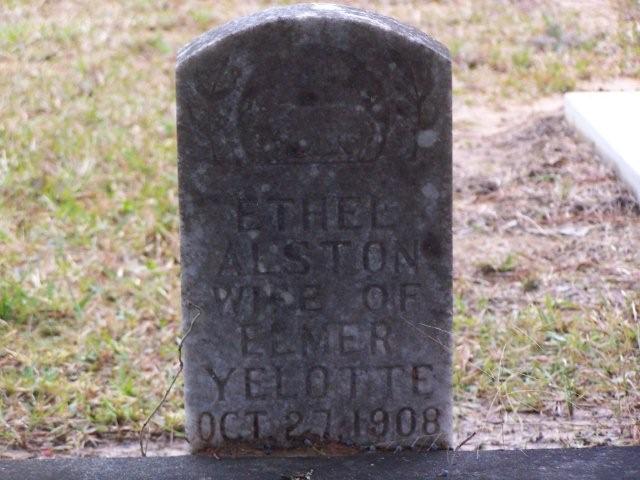 ETHEL
ALSTON
WIFE OF
ELMER
YELOTTE
OCT. 27, 1908